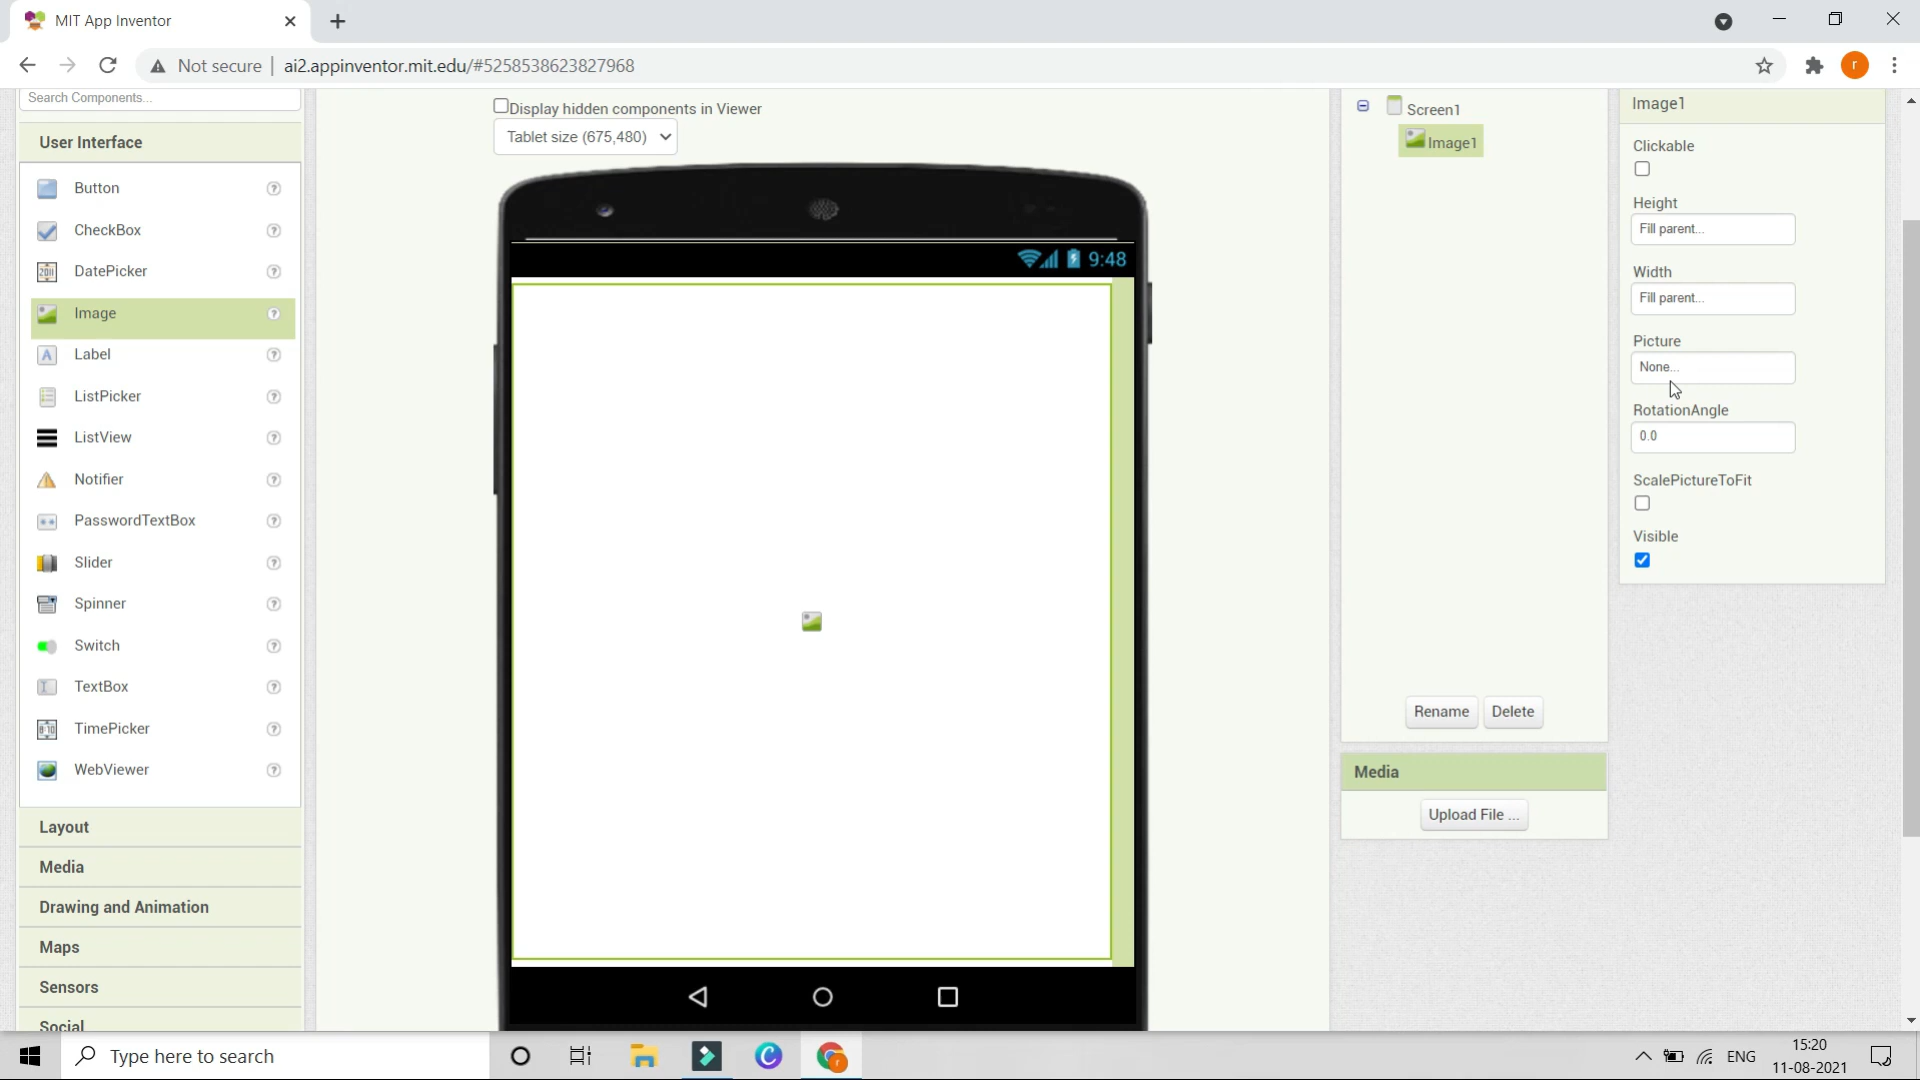 MIT App Inventor
Not secure
ai2.appinventor.mit.edu/#5258538623827968
r
Search Components...
User Interface
Button
CheckBox
DatePicker
Image
Label
ListPicker
ListView
Notifier
PasswordTextBox
Slider
Spinner
Switch
TextBox
TimePicker
WebViewer
Layout
Media
Drawing and Animation
Maps
Sensors
Social
Display hidden components in Viewer
Tablet size (675,480)
9:48
Screen1
Image1
Rename
Delete
Media
Upload File ...
Image1
Clickable
Height
Fill parent...
Width
Fill parent...
Picture
None...
RotationAngle
0.0
ScalePictureToFit
Visible
Type here to search
ENG
15:20
11-08-2021